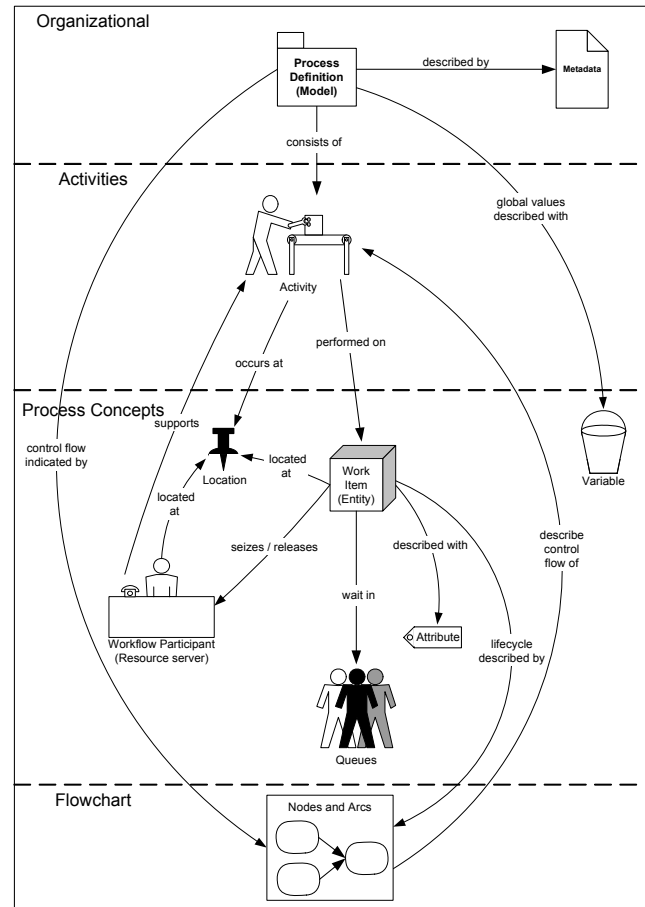 Organizational
Process
Definition
(Model)
described by
Metadata
consists of
Activities
global values
described with
Activity
performed on
occurs at
Process Concepts
supports
control flow
indicated by
located
at
Location
located
at
Work
Item
(Entity)
Variable
seizes / releases
described with
describe
control
flow of
wait in
Attribute
lifecycle
described by
Workflow Participant
(Resource server)
Queues
Flowchart
Nodes and Arcs